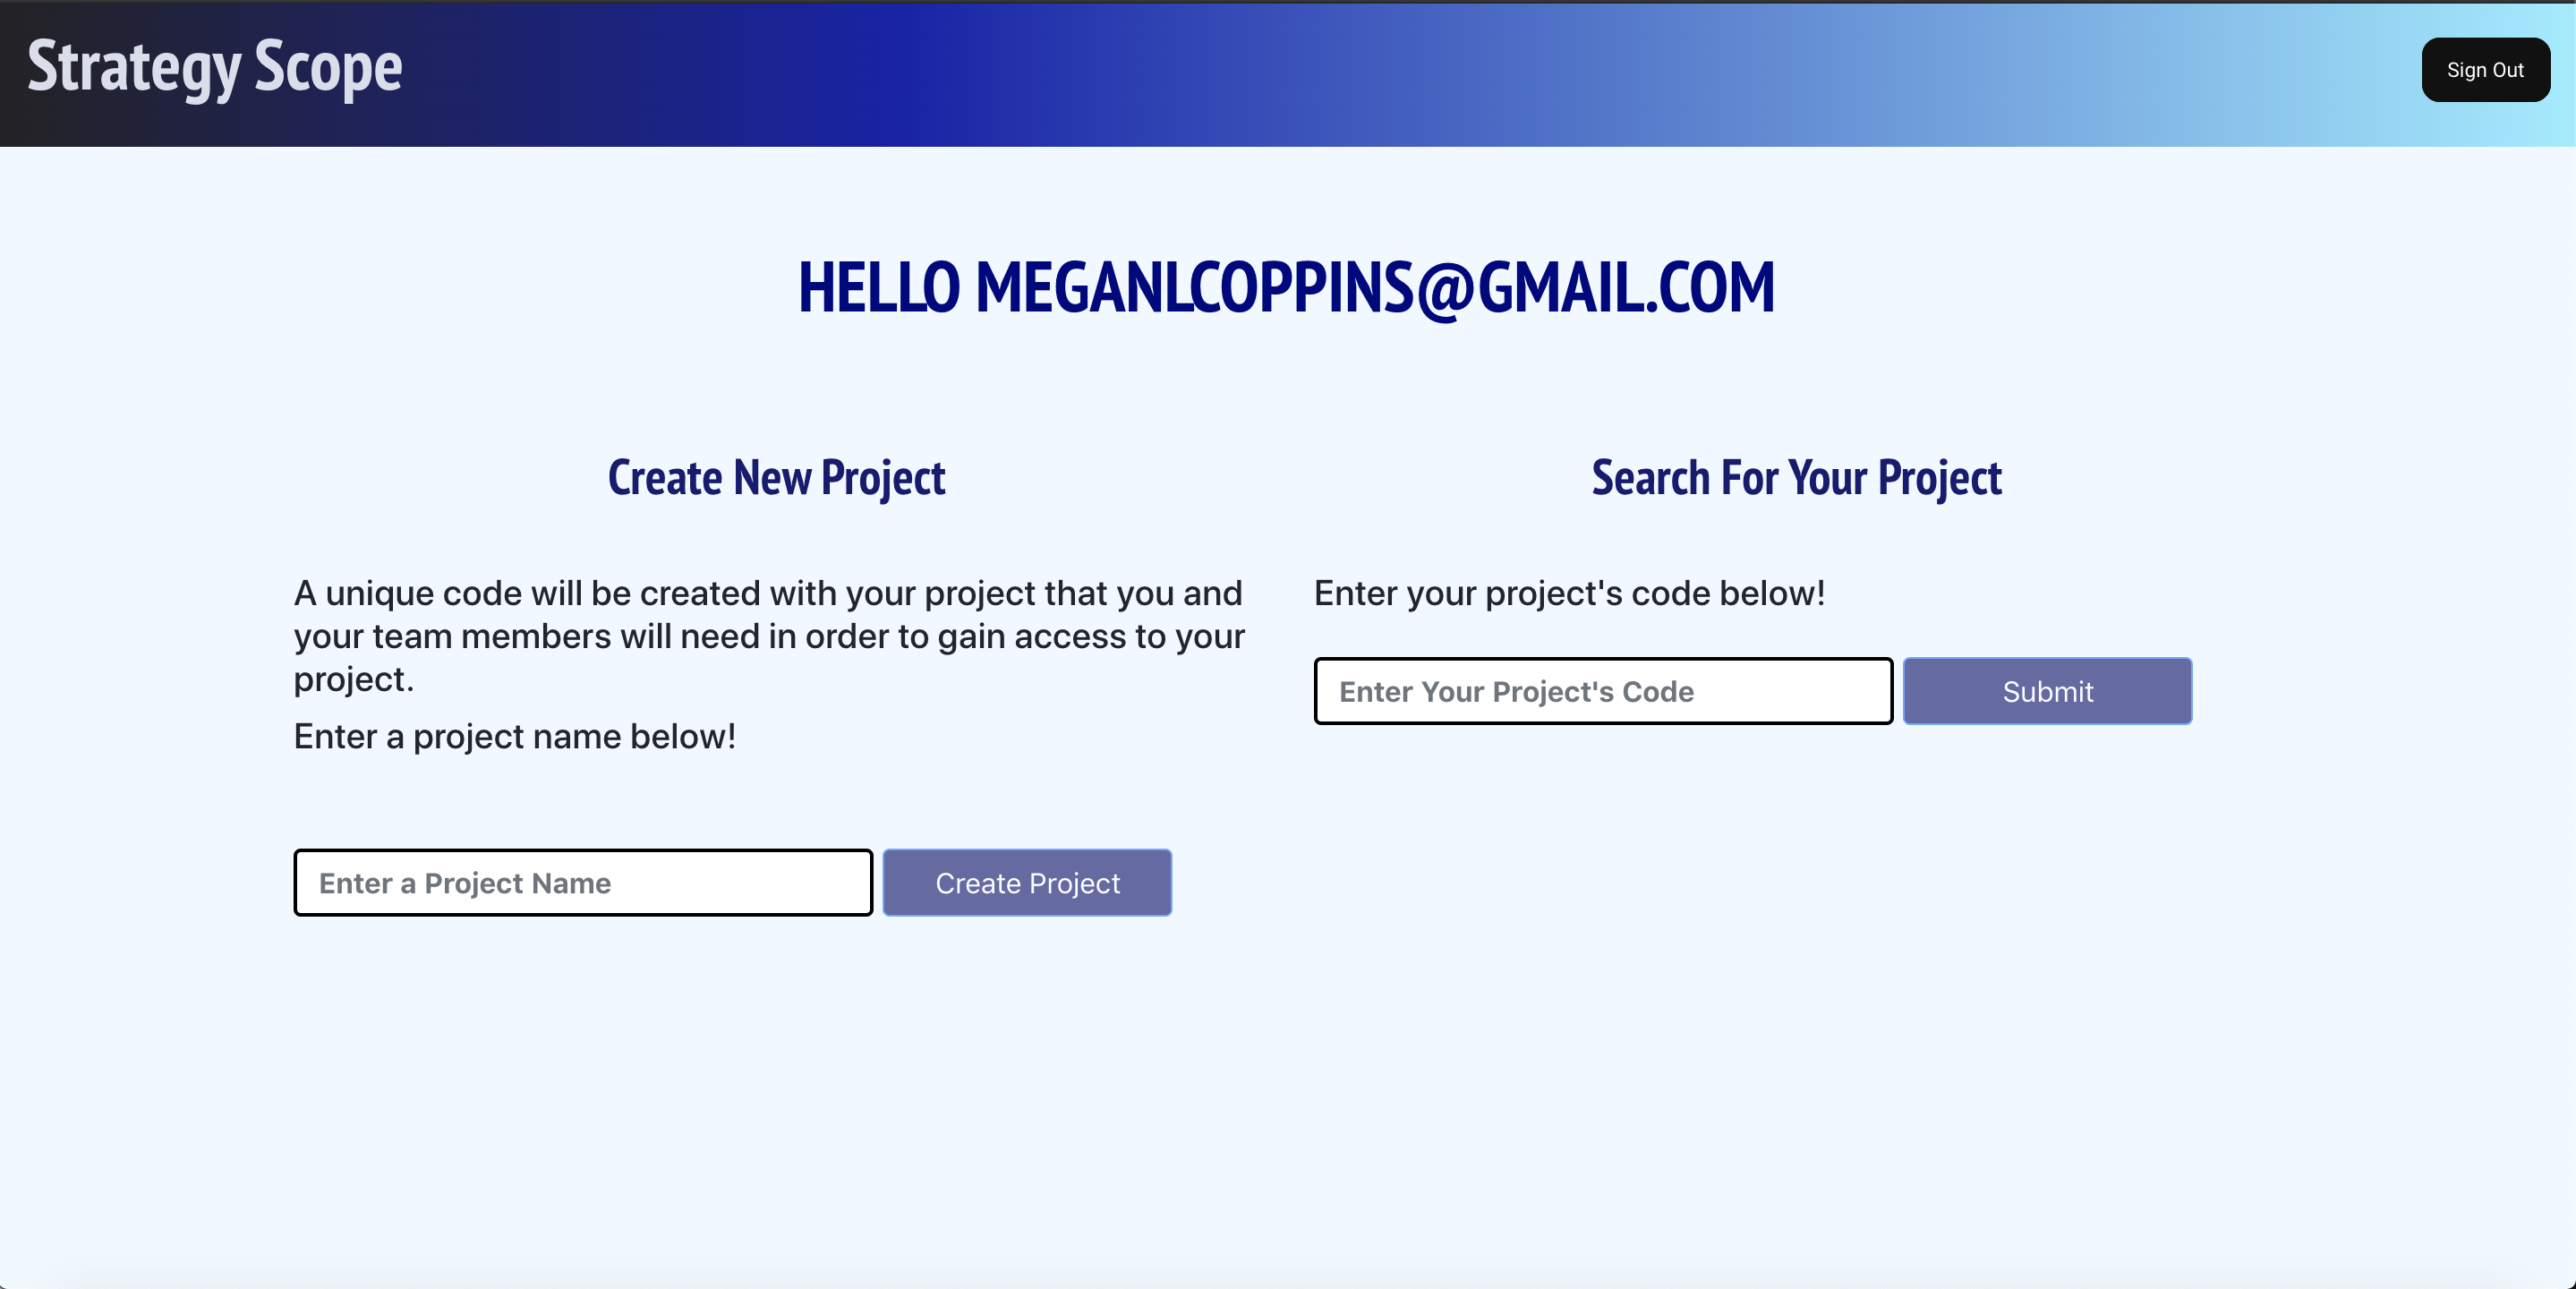 Strategy Scope
Sign Out
HELLO MEGANLCOPPINS@GMAIL.COM
Create New Project
A unique code will be created with your project that you and
your team members will need in order to gain access to your
project.
Enter a project name below!
Enter a Project Name
Create Project
Search For Your Project
Enter your project's code below!
Enter Your Project's Code
Submit